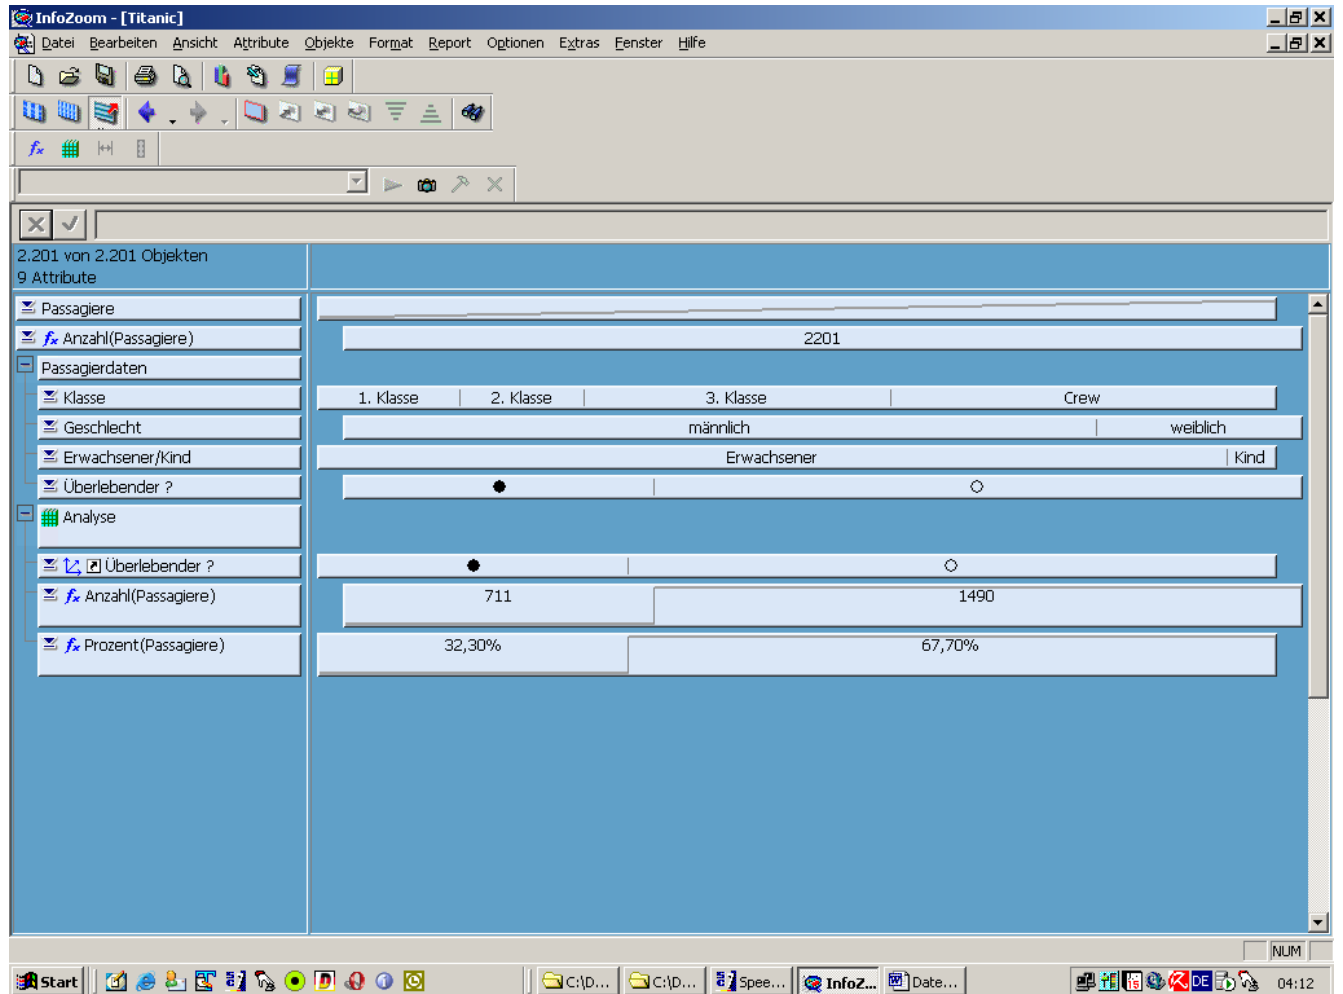 InfoZoom - [Titanic]
Datei Bearbeiten Ansicht Attribute Objekte Format Report Optionen Extras Fenster Hilfe
2.201 von 2.201 Objekten
9 Attribute
Passagiere
fx Anzahl(Passagiere) 2201
Passagierdaten
Klasse 1. Klasse 2. Klasse 3. Klasse Crew
Geschlecht männlich weiblich
Erwachsener/Kind Erwachsener Kind
Überlebender ?
Analyse
Überlebender ?
fx Anzahl(Passagiere) 711 1490
fx Prozent(Passagiere) 32,30% 67,70%
NUM
Start C:\D... C:\D... Spee... InfoZ... Date... DE 04:12